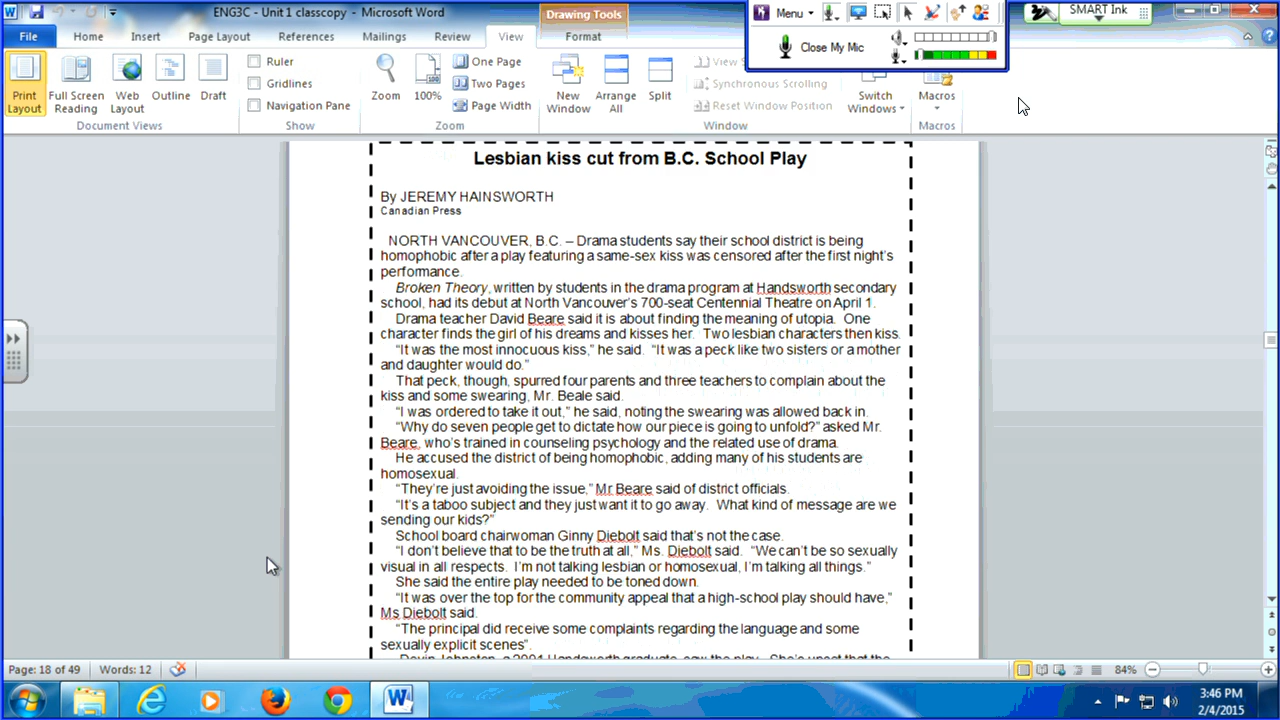 ENG3C - Unit 1 classcopy - Microsoft Word
Drawing Tools
Menu
SMART Ink
File Home Insert Page Layout References Mailings Review View Format
Close My Mic
Print Layout
Full Screen Reading
Web Layout
Outline
Draft
Ruler
Gridlines
Navigation Pane
Zoom
100%
One Page
Two Pages
Page Width
New Window
Arrange All
Split
View S
Synchronous Scrolling
Reset Window Position
Switch Windows
Macros
Document Views
Show
Zoom
Window
Macros
Lesbian kiss cut from B.C. School Play
By JEREMY HAINSWORTH
Canadian Press
NORTH VANCOUVER, B.C. – Drama students say their school district is being
homophobic after a play featuring a same-sex kiss was censored after the first night's
performance.
Broken Theory, written by students in the drama program at Handsworth secondary
school, had its debut at North Vancouver's 700-seat Centennial Theatre on April 1.
Drama teacher David Beare said it is about finding the meaning of utopia. One
character finds the girl of his dreams and kisses her. Two lesbian characters then kiss.
"It was the most innocuous kiss," he said. "It was a peck like two sisters or a mother
and daughter would do."
That peck, though, spurred four parents and three teachers to complain about the
kiss and some swearing, Mr. Beale said.
"I was ordered to take it out," he said, noting the swearing was allowed back in.
"Why do seven people get to dictate how our piece is going to unfold?" asked Mr.
Beare, who's trained in counseling psychology and the related use of drama.
He accused the district of being homophobic, adding many of his students are
homosexual.
"They're just avoiding the issue," Mr Beare said of district officials.
"It's a taboo subject and they just want it to go away. What kind of message are we
sending our kids?"
School board chairwoman Ginny Diebolt said that's not the case.
"I don't believe that to be the truth at all," Ms. Diebolt said. "We can't be so sexually
visual in all respects. I'm not talking lesbian or homosexual, I'm talking all things."
She said the entire play needed to be toned down.
"It was over the top for the community appeal that a high-school play should have,"
Ms Diebolt said.
"The principal did receive some complaints regarding the language and some
sexually explicit scenes".
Devin Johnston, a 2001 Handsworth graduate, saw the play. She's upset that the
Page: 18 of 49
Words: 12
84%
3:46 PM
2/4/2015